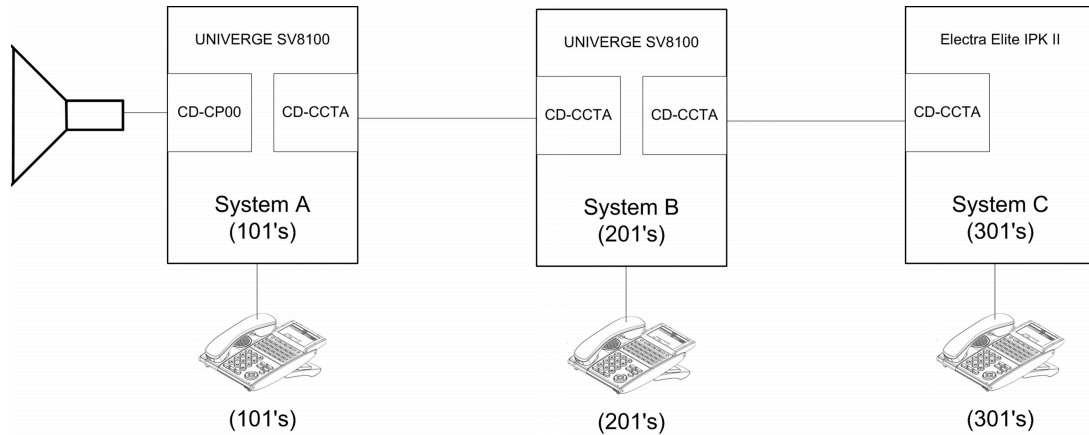 UNIVERGE SV8100
UNIVERGE SV8100
Electra Elite IPK II
CD-CP00
CD-CCTA
CD-CCTA
CD-CCTA
CD-CCTA
System A
(101's)
System B
(201's)
System C
(301's)
(101's)
(201's)
(301's)